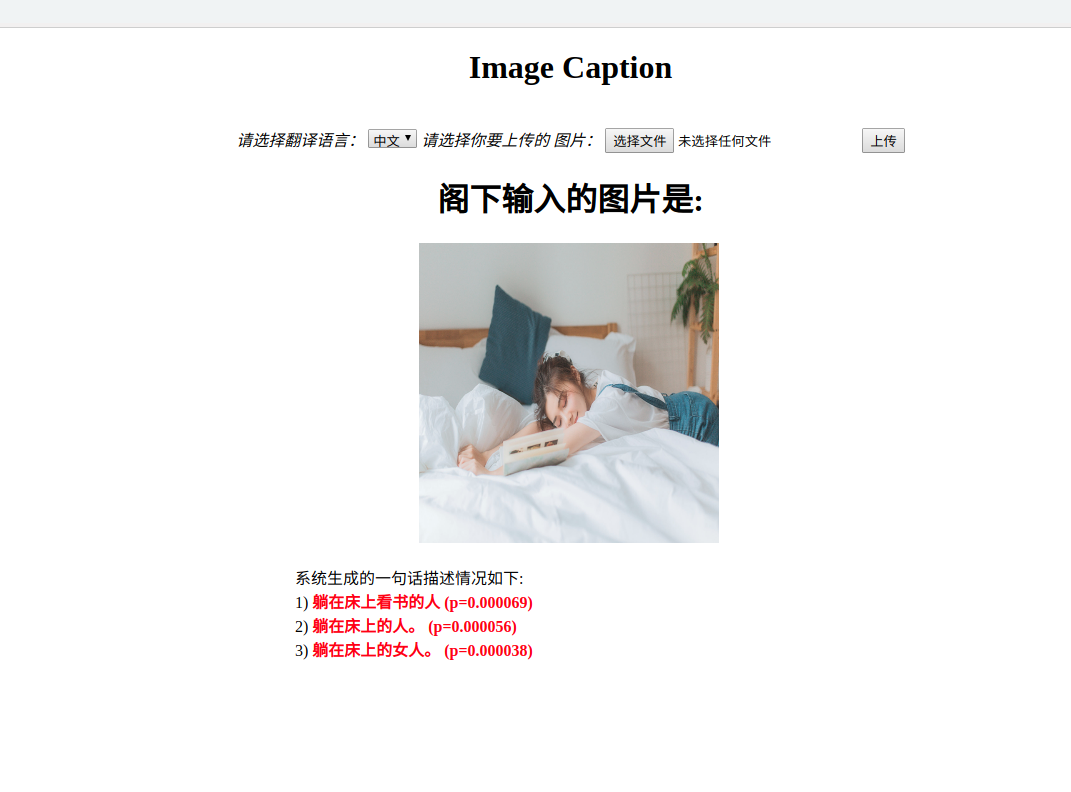 Image Caption
请选择翻译语言： 中文 请选择你要上传的 图片： 选择文件 未选择任何文件 上传
阁下输入的图片是:
系统生成的一句话描述情况如下:
1) 躺在床上看书的人 (p=0.000069)
2) 躺在床上的人。 (p=0.000056)
3) 躺在床上的女人。 (p=0.000038)